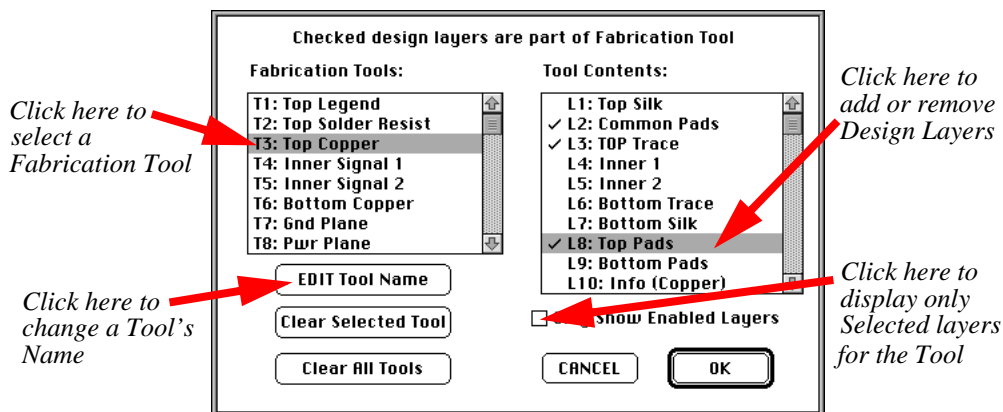 Checked design layers are part of Fabrication Tool
Fabrication Tools:
T1: Top Legend
T2: Top Solder Resist
T3: Top Copper
T4: Inner Signal 1
T5: Inner Signal 2
T6: Bottom Copper
T7: Gnd Plane
T8: Pwr Plane
EDIT Tool Name
Clear Selected Tool
Clear All Tools
Tool Contents:
L1: Top Silk
✓ L2: Common Pads
✓ L3: TOP Trace
L4: Inner 1
L5: Inner 2
L6: Bottom Trace
L7: Bottom Silk
✓ L8: Top Pads
L9: Bottom Pads
L10: Info (Copper)
Show Enabled Layers
CANCEL
OK
Click here to
select a
Fabrication Tool
Click here to
change a Tool's
Name
Click here to
add or remove
Design Layers
Click here to
display only
Selected layers
for the Tool